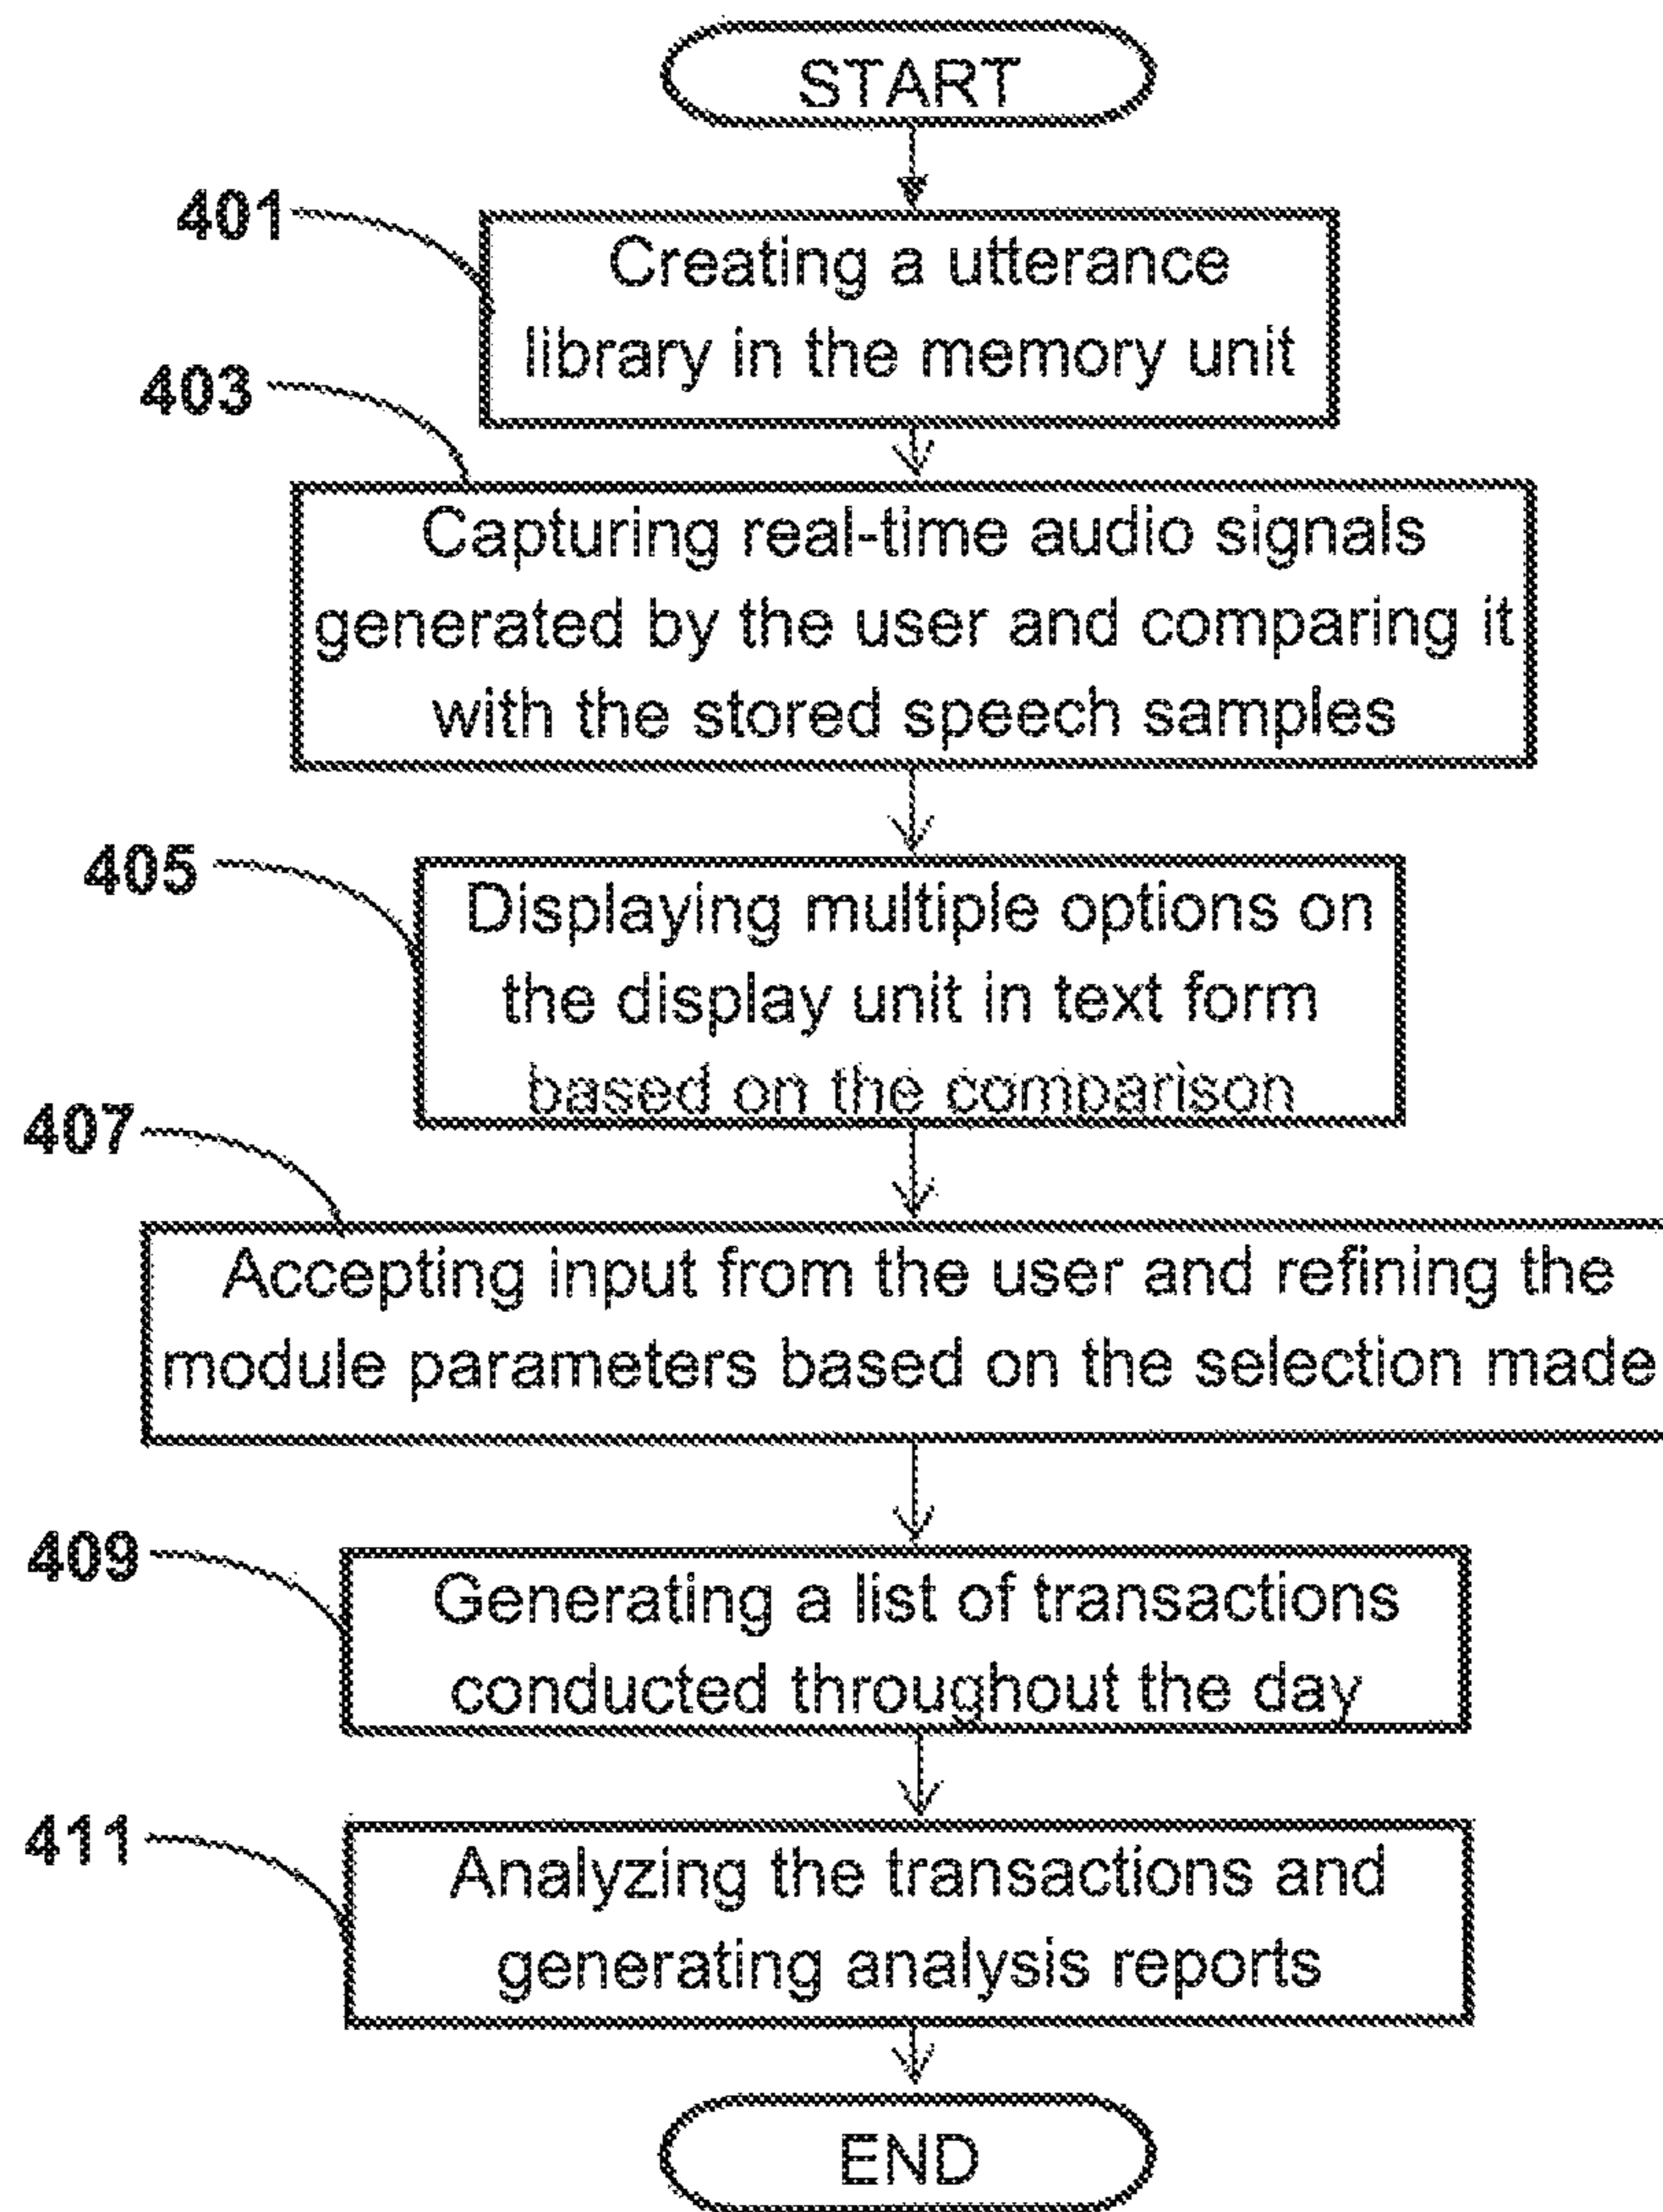 START
401
Creating a utterance
library in the memory unit
403
Capturing real-time audio signals
generated by the user and comparing it
with the stored speech samples
405
Displaying multiple options on
the display unit in text form
based on the comparison
407
Accepting input from the user and refining the
module parameters based on the selection made
409
Generating a list of transactions
conducted throughout the day
411
Analyzing the transactions and
generating analysis reports
END